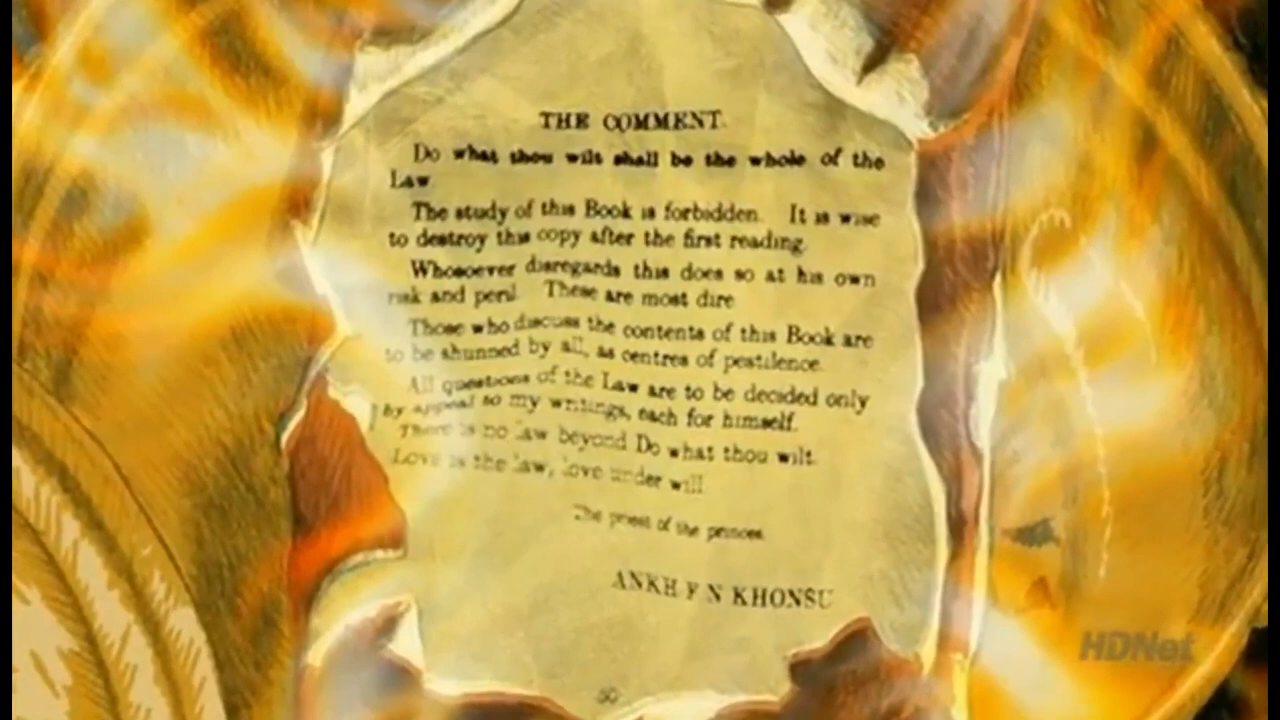 THE COMMENT.
Do what thou wilt shall be the whole of the
Law
The study of this Book is forbidden. It is wise
to destroy this copy after the first reading.
Whosoever disregards this does so at his own
risk and peril. These are most dire
Those who discuss the contents of this Book are
to be shunned by all, as centres of pestilence.
All questions of the Law are to be decided only
by appeal to my writings, each for himself.
There is no law beyond Do what thou wilt.
Love is the law, love under will.
The priest of the princes
ANKH F N KHONSU
HDNet